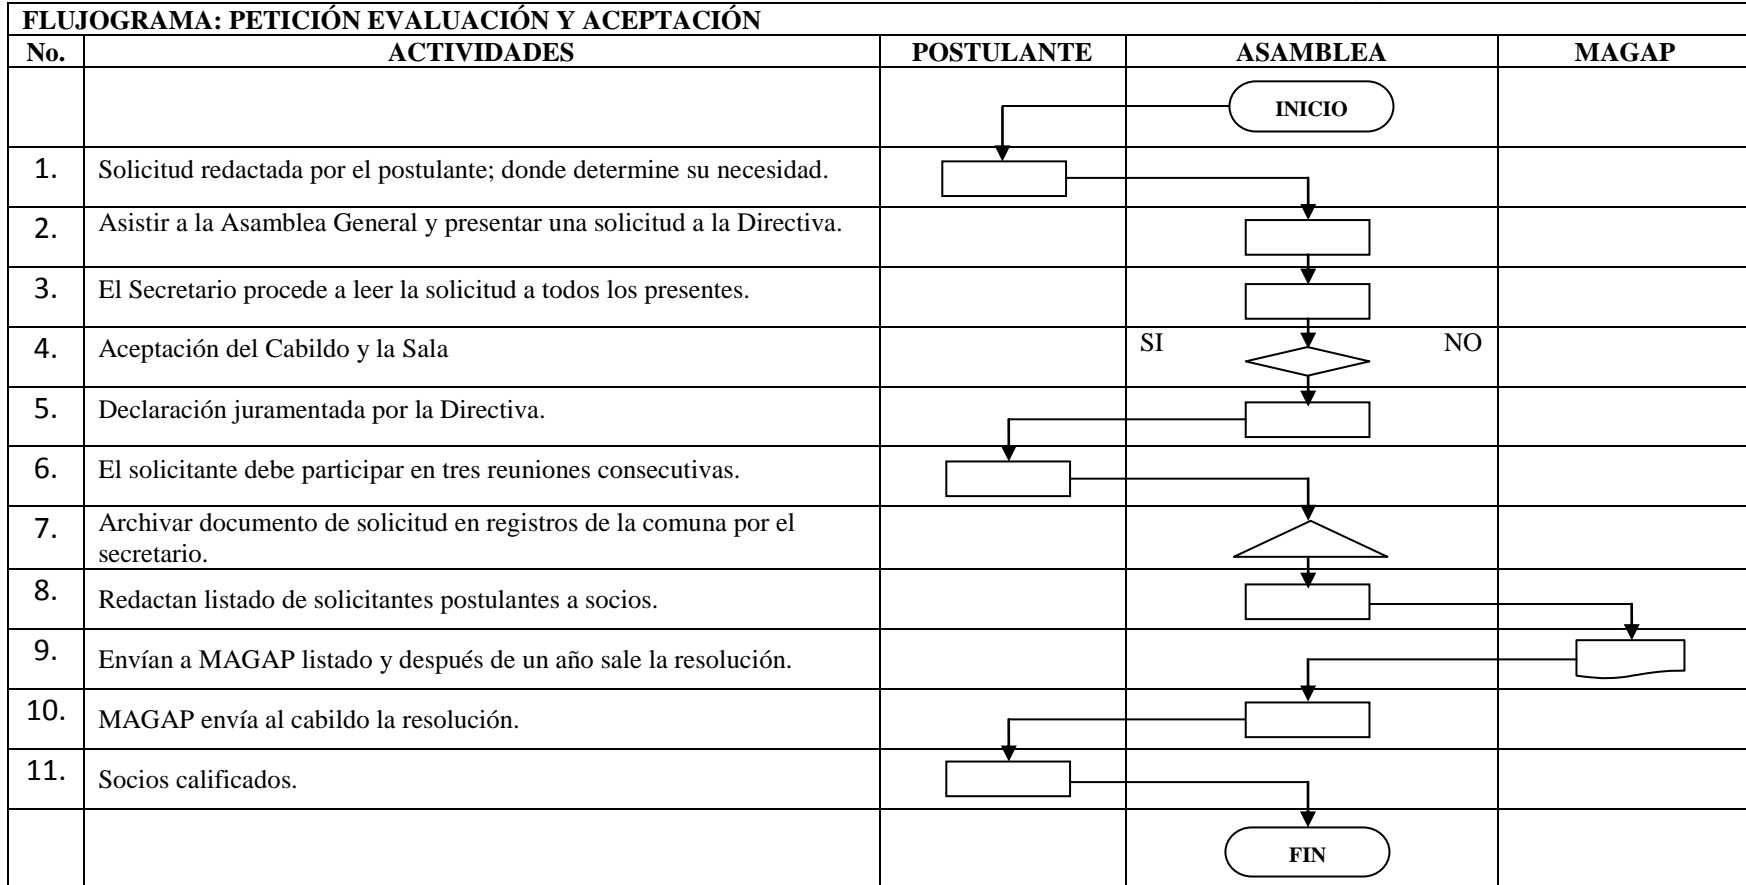 FLUJOGRAMA: PETICIÓN EVALUACIÓN Y ACEPTACIÓN
No. ACTIVIDADES POSTULANTE ASAMBLEA MAGAP
INICIO
1. Solicitud redactada por el postulante; donde determine su necesidad.
2. Asistir a la Asamblea General y presentar una solicitud a la Directiva.
3. El Secretario procede a leer la solicitud a todos los presentes.
4. Aceptación del Cabildo y la Sala SI NO
5. Declaración juramentada por la Directiva.
6. El solicitante debe participar en tres reuniones consecutivas.
7. Archivar documento de solicitud en registros de la comuna por el
secretario.
8. Redactan listado de solicitantes postulantes a socios.
9. Envían a MAGAP listado y después de un año sale la resolución.
10. MAGAP envía al cabildo la resolución.
11. Socios calificados.
FIN